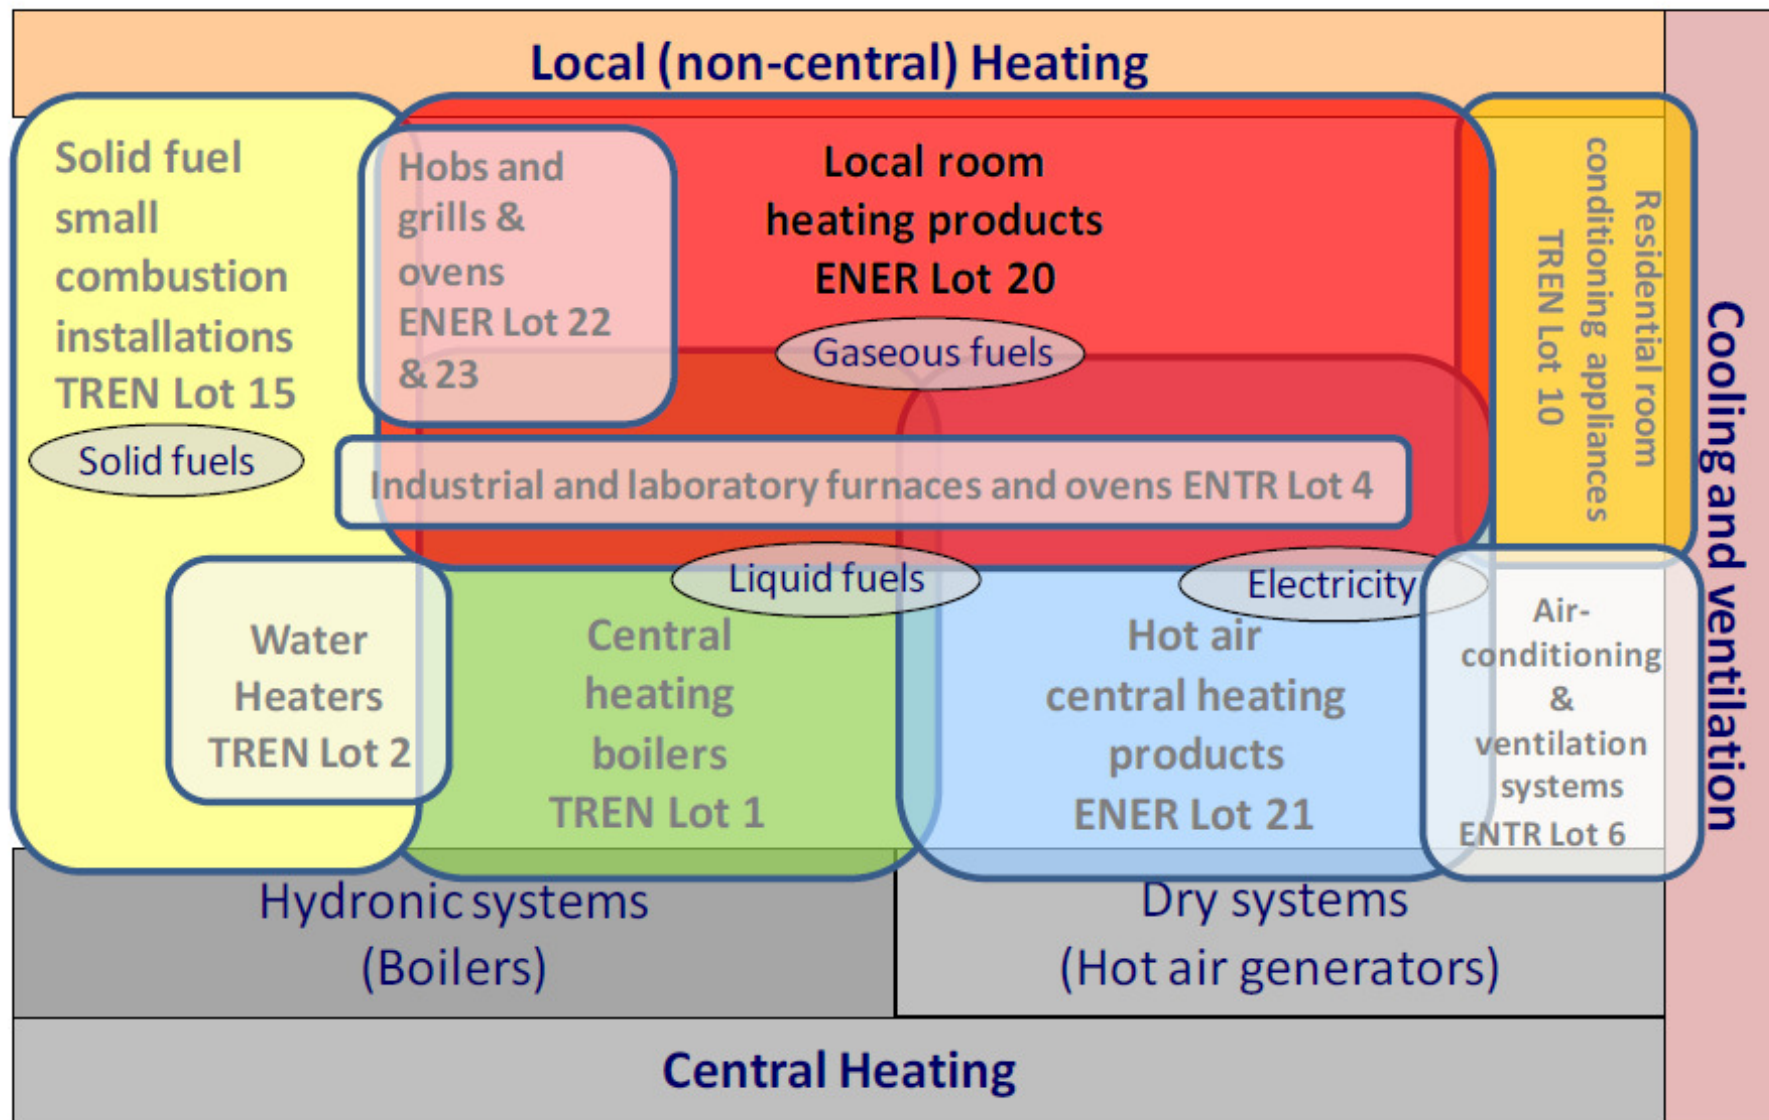 Local (non-central) Heating
Solid fuel
small
combustion
installations
TREN Lot 15
Solid fuels
Hobs and
grills &
ovens
ENER Lot 22
& 23
Local room
heating products
ENER Lot 20
Gaseous fuels
Residential room
conditioning appliances
TREN Lot 10
Cooling and ventilation
Industrial and laboratory furnaces and ovens ENTR Lot 4
Liquid fuels
Electricity
Water
Heaters
TREN Lot 2
Central
heating
boilers
TREN Lot 1
Hot air
central heating
products
ENER Lot 21
Air-
conditioning
&
ventilation
systems
ENTR Lot 6
Hydronic systems
(Boilers)
Dry systems
(Hot air generators)
Central Heating